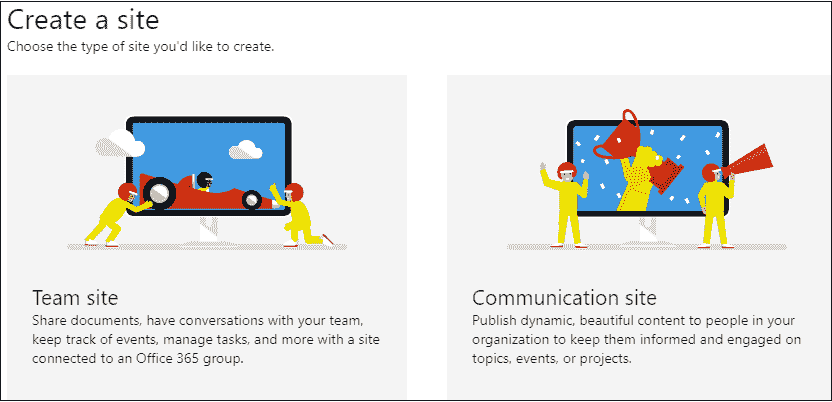 Create a site
Choose the type of site you'd like to create.
Team site
Share documents, have conversations with your team,
keep track of events, manage tasks, and more with a site
connected to an Office 365 group.
Communication site
Publish dynamic, beautiful content to people in your
organization to keep them informed and engaged on
topics, events, or projects.